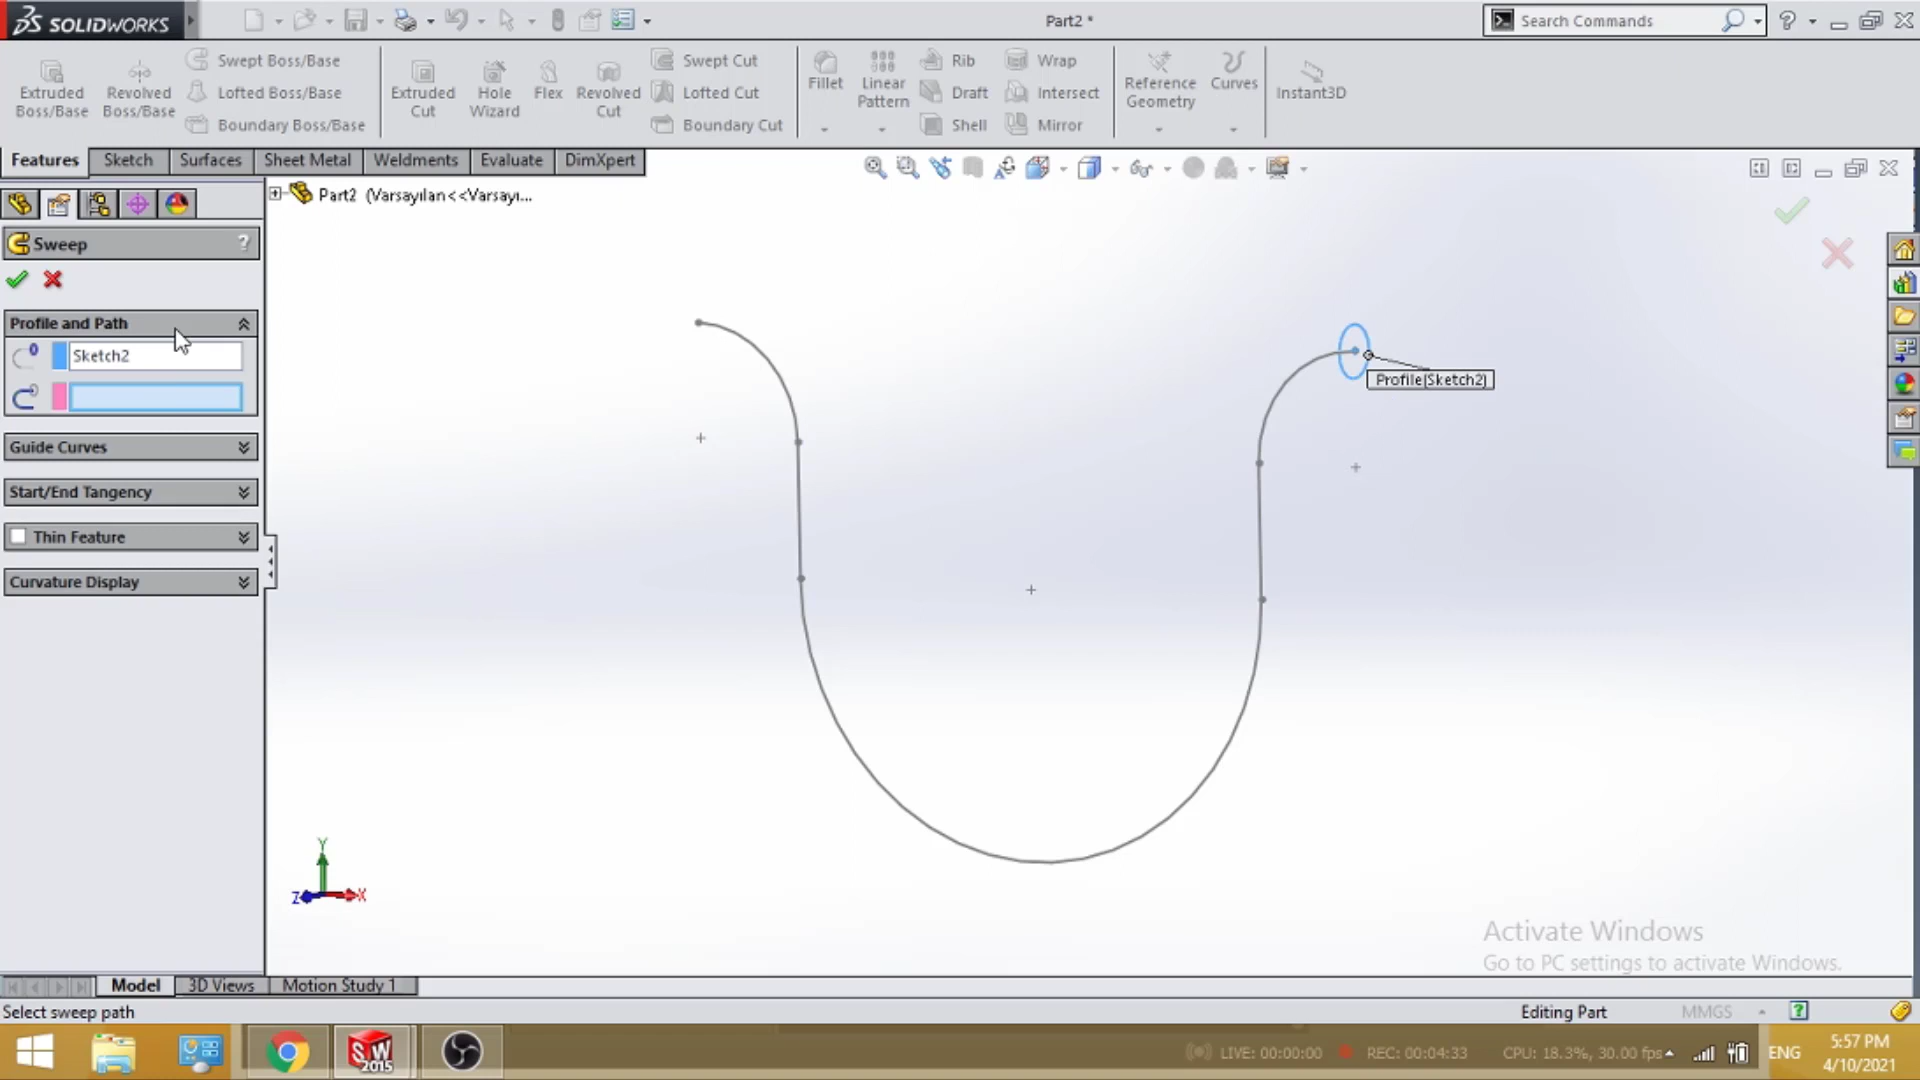 SOLIDWORKS
Part2 *
Search Commands
Extruded Boss/Base
Revolved Boss/Base
Swept Boss/Base
Lofted Boss/Base
Boundary Boss/Base
Extruded Cut
Hole Wizard
Flex
Revolved Cut
Swept Cut
Lofted Cut
Boundary Cut
Fillet
Linear Pattern
Rib
Draft
Shell
Wrap
Intersect
Mirror
Reference Geometry
Curves
Instant3D
Features
Sketch
Surfaces
Sheet Metal
Weldments
Evaluate
DimXpert
Part2 (Varsayılan<<Varsayı...
Sweep
?
Profile and Path
Sketch2
Guide Curves
Start/End Tangency
Thin Feature
Curvature Display
Profile(Sketch2)
Y
Z
X
Activate Windows
Go to PC settings to activate Windows.
Model
3D Views
Motion Study 1
Select sweep path
Editing Part
MMGS
?
SW
2015
LIVE: 00:00:00
REC: 00:04:33
CPU: 18.3%, 30.00 fps
ENG
5:57 PM
4/10/2021